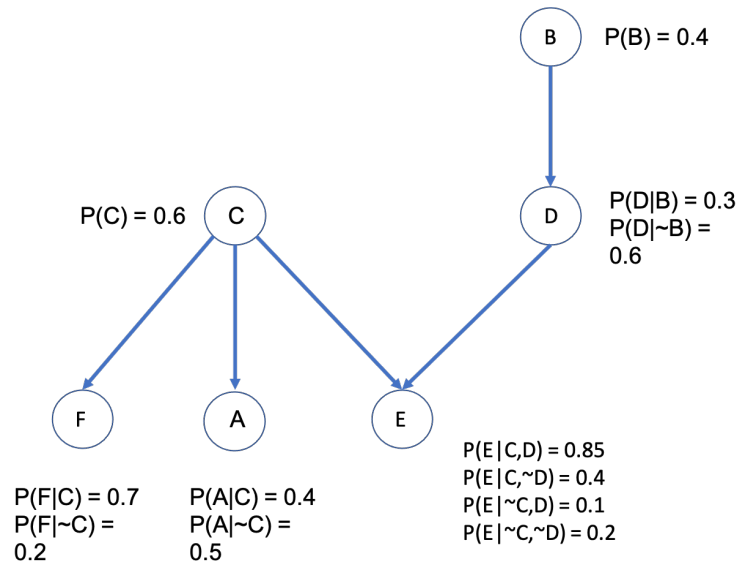 B
P(B) = 0.4
P(C) = 0.6
C
D
P(D|B) = 0.3
P(D|~B) =
0.6
F
A
E
P(F|C) = 0.7
P(F|~C) =
0.2
P(A|C) = 0.4
P(A|~C) =
0.5
P(E|C,D) = 0.85
P(E|C,~D) = 0.4
P(E|~C,D) = 0.1
P(E|~C,~D) = 0.2